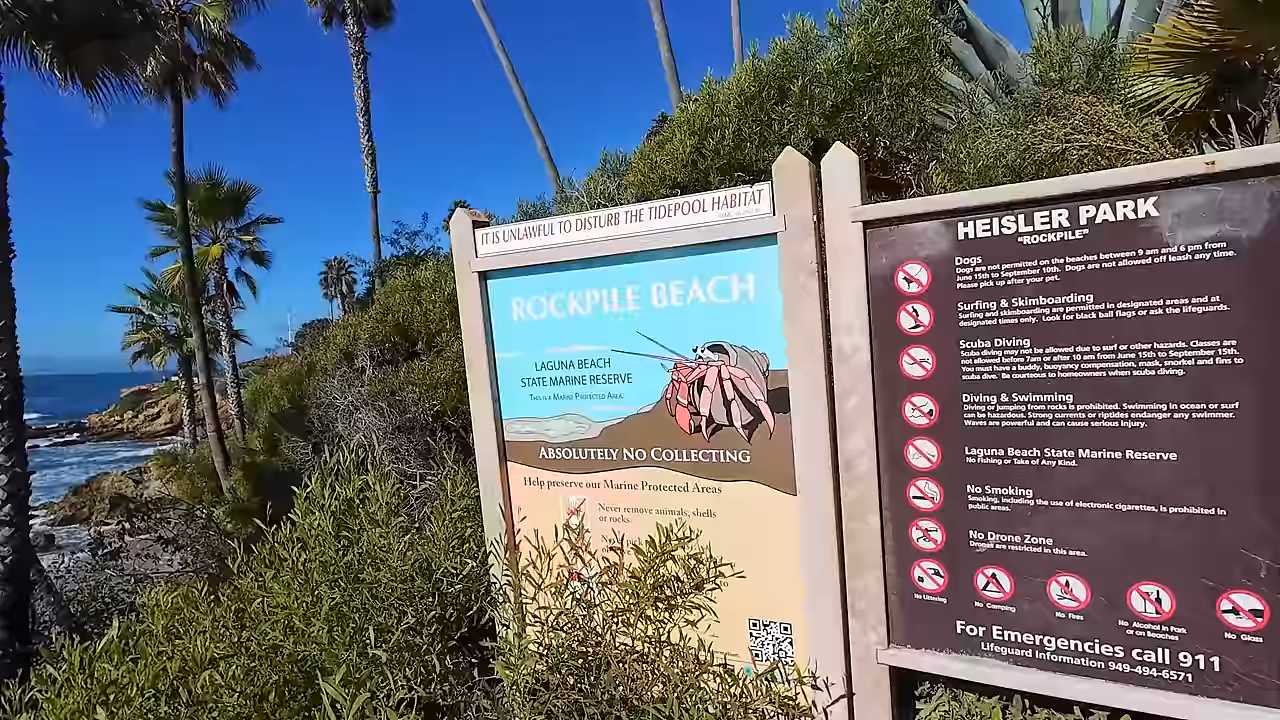 IT IS UNLAWFUL TO DISTURB THE TIDEPOOL HABITAT
ROCKPILE BEACH
LAGUNA BEACH
STATE MARINE RESERVE
THIS IS A MARINE PROTECTED AREA.
ABSOLUTELY NO COLLECTING
Help preserve our Marine Protected Areas
Never remove animals, shells
or rocks.
HEISLER PARK
"ROCKPILE"
Dogs
Dogs are not permitted on the beaches between 9 am and 6 pm from
June 15th to September 10th. Dogs are not allowed off leash any time.
Please pick up after your pet.
Surfing & Skimboarding
Surfing and skimboarding are permitted in designated areas and at
designated times only. Look for black ball flags or ask the lifeguards.
Scuba Diving
Scuba diving may not be allowed due to surf or other hazards. Classes are
not allowed before 7am or after 10 am from June 15th to September 15th.
You must have a buddy, buoyancy compensation, mask, snorkel and fins to
scuba dive. Be courteous to homeowners when scuba diving.
Diving & Swimming
Diving or jumping from rocks is prohibited. Swimming in ocean or surf
can be hazardous. Strong currents or riptides endanger any swimmer.
Waves are powerful and can cause serious injury.
Laguna Beach State Marine Reserve
No Fishing or Take of Any Kind.
No Smoking
Smoking, including the use of electronic cigarettes, is prohibited in
public areas.
No Drone Zone
Drones are restricted in this area.
No Littering
No Camping
No Fires
No Alcohol in Park
or on Beaches
No Glass
For Emergencies call 911
Lifeguard Information 949-494-6571